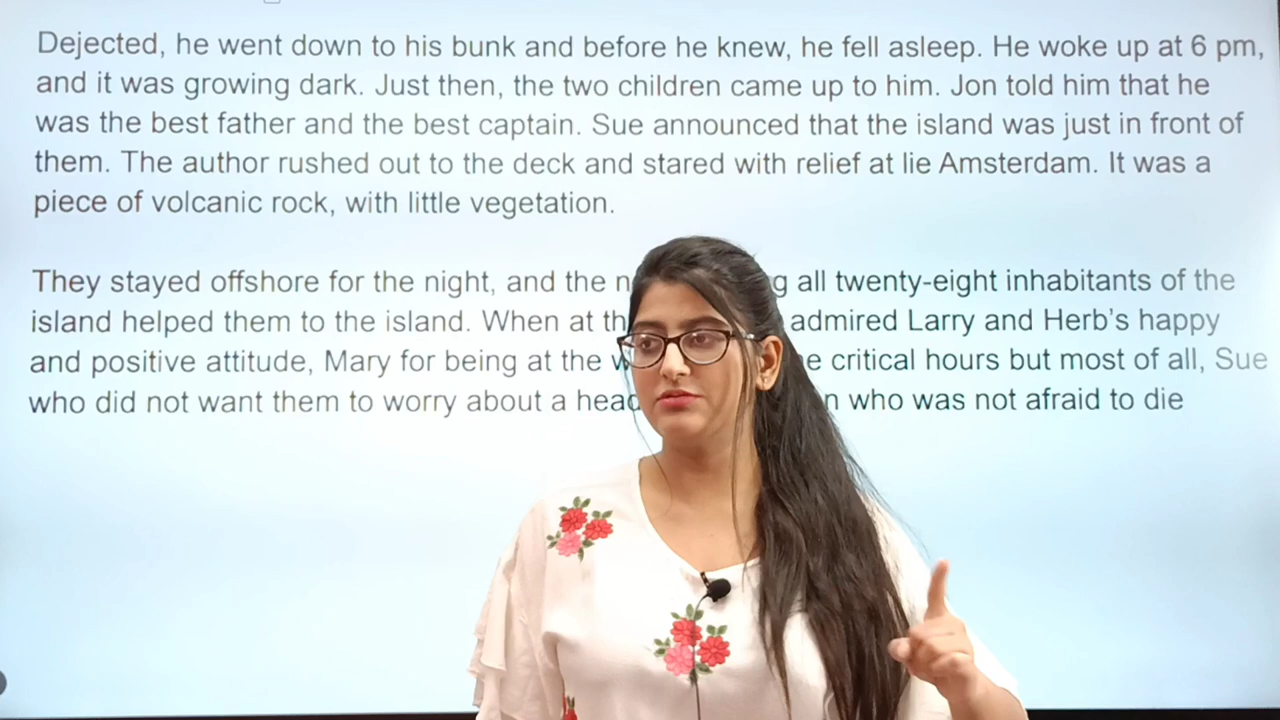 Dejected, he went down to his bunk and before he knew, he fell asleep. He woke up at 6 pm,
and it was growing dark. Just then, the two children came up to him. Jon told him that he
was the best father and the best captain. Sue announced that the island was just in front of
them. The author rushed out to the deck and stared with relief at lie Amsterdam. It was a
piece of volcanic rock, with little vegetation.
They stayed offshore for the night, and the all twenty-eight inhabitants of the
island helped them to the island. When at admired Larry and Herb's happy
and positive attitude, Mary for being at the critical hours but most of all, Sue
who did not want them to worry about a who was not afraid to die